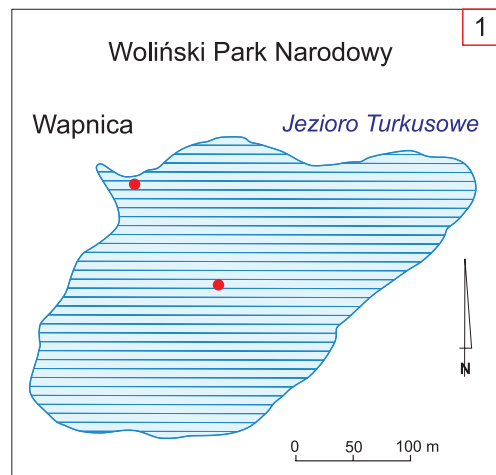 1
Woliński Park Narodowy
Wapnica
Jezioro Turkusowe
N
0 50 100 m